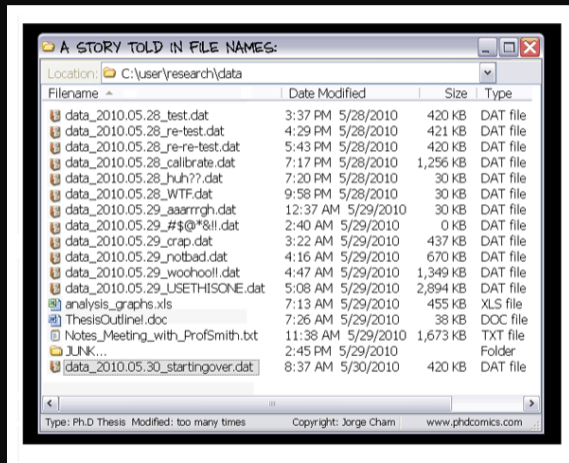 A STORY TOLD IN FILE NAMES:
Location: C:\user\research\data
Filename Date Modified Size Type
data_2010.05.28_test.dat 3:37 PM 5/28/2010 420 KB DAT file
data_2010.05.28_re-test.dat 4:29 PM 5/28/2010 421 KB DAT file
data_2010.05.28_re-re-test.dat 5:43 PM 5/28/2010 420 KB DAT file
data_2010.05.28_calibrate.dat 7:17 PM 5/28/2010 1,256 KB DAT file
data_2010.05.28_huh??.dat 7:20 PM 5/28/2010 30 KB DAT file
data_2010.05.28_WTF.dat 9:58 PM 5/28/2010 30 KB DAT file
data_2010.05.29_aaarrrgh.dat 12:37 AM 5/29/2010 30 KB DAT file
data_2010.05.29_#$@*&!!.dat 2:40 AM 5/29/2010 0 KB DAT file
data_2010.05.29_crap.dat 3:22 AM 5/29/2010 437 KB DAT file
data_2010.05.29_notbad.dat 4:16 AM 5/29/2010 670 KB DAT file
data_2010.05.29_woohoo!!.dat 4:47 AM 5/29/2010 1,349 KB DAT file
data_2010.05.29_USETHISONE.dat 5:08 AM 5/29/2010 2,894 KB DAT file
analysis_graphs.xls 7:13 AM 5/29/2010 455 KB XLS file
ThesisOutline!.doc 7:26 AM 5/29/2010 38 KB DOC file
Notes_Meeting_with_ProfSmith.txt 11:38 AM 5/29/2010 1,673 KB TXT file
JUNK... 2:45 PM 5/29/2010 Folder
data_2010.05.30_startingover.dat 8:37 AM 5/30/2010 420 KB DAT file
Type: Ph.D Thesis Modified: too many times Copyright: Jorge Cham www.phdcomics.com